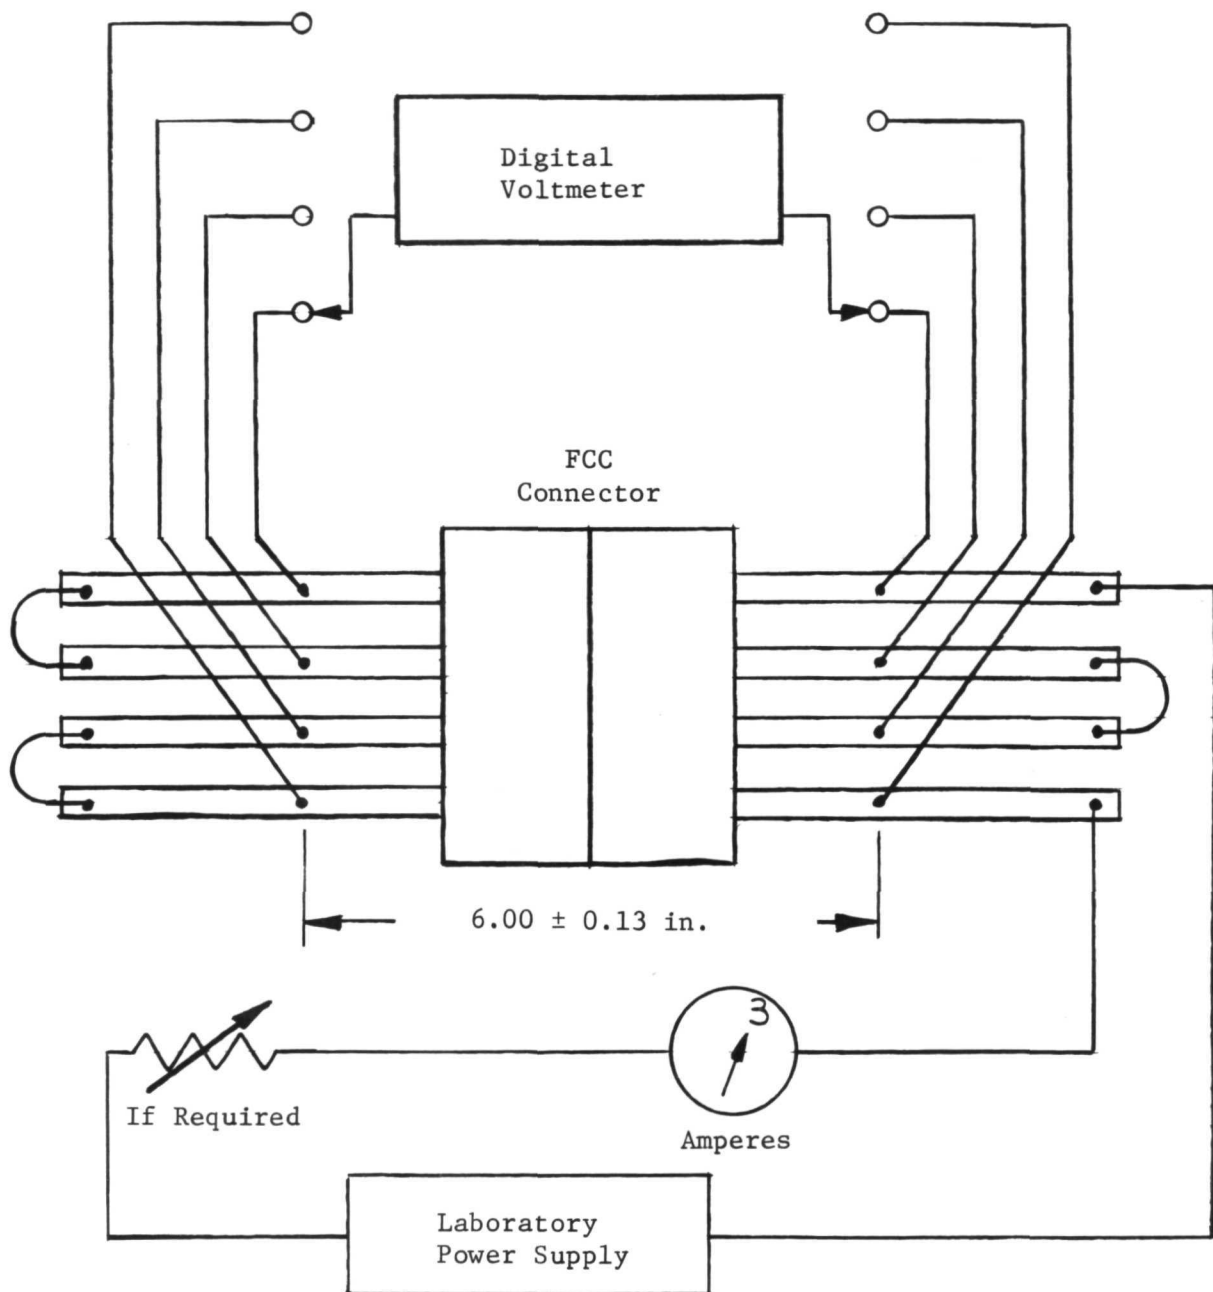 Digital
Voltmeter
FCC
Connector
6.00 ± 0.13 in.
3
If Required
Amperes
Laboratory
Power Supply